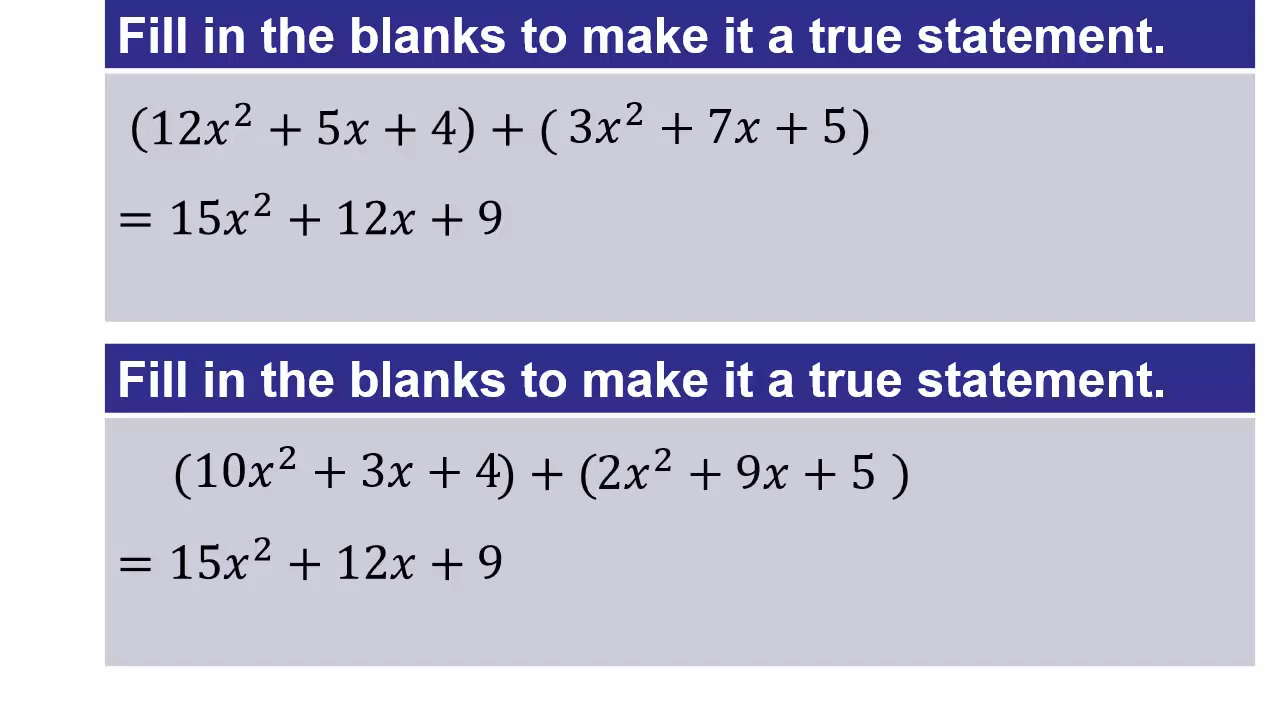 Fill in the blanks to make it a true statement.
(12x² + 5x + 4) + (3x² + 7x + 5)
= 15x² + 12x + 9
Fill in the blanks to make it a true statement.
(10x² + 3x + 4) + (2x² + 9x + 5 )
= 15x² + 12x + 9